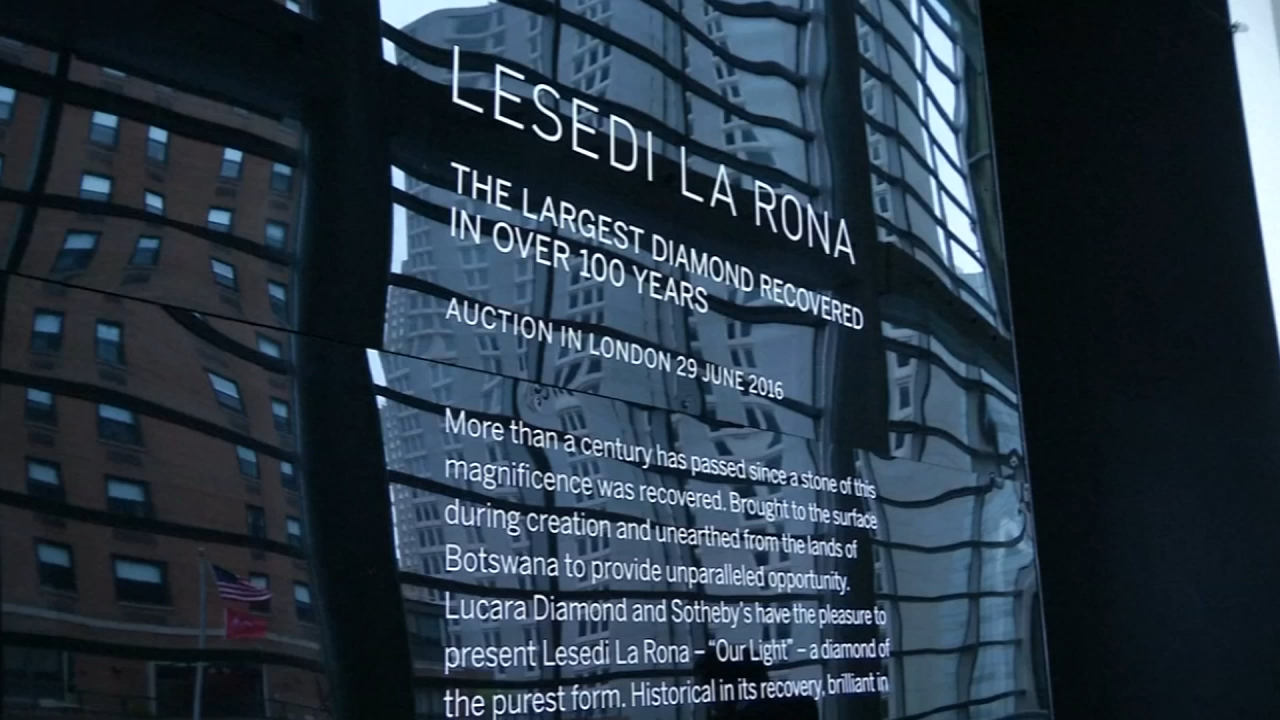 LESEDI LA RONA
THE LARGEST DIAMOND RECOVERED
IN OVER 100 YEARS
AUCTION IN LONDON 29 JUNE 2016
More than a century has passed since a stone of this
magnificence was recovered. Brought to the surface
during creation and unearthed from the lands of
Botswana to provide unparalleled opportunity.
Lucara Diamond and Sotheby's have the pleasure to
present Lesedi La Rona – “Our Light” – a diamond of
the purest form. Historical in its recovery, brilliant in